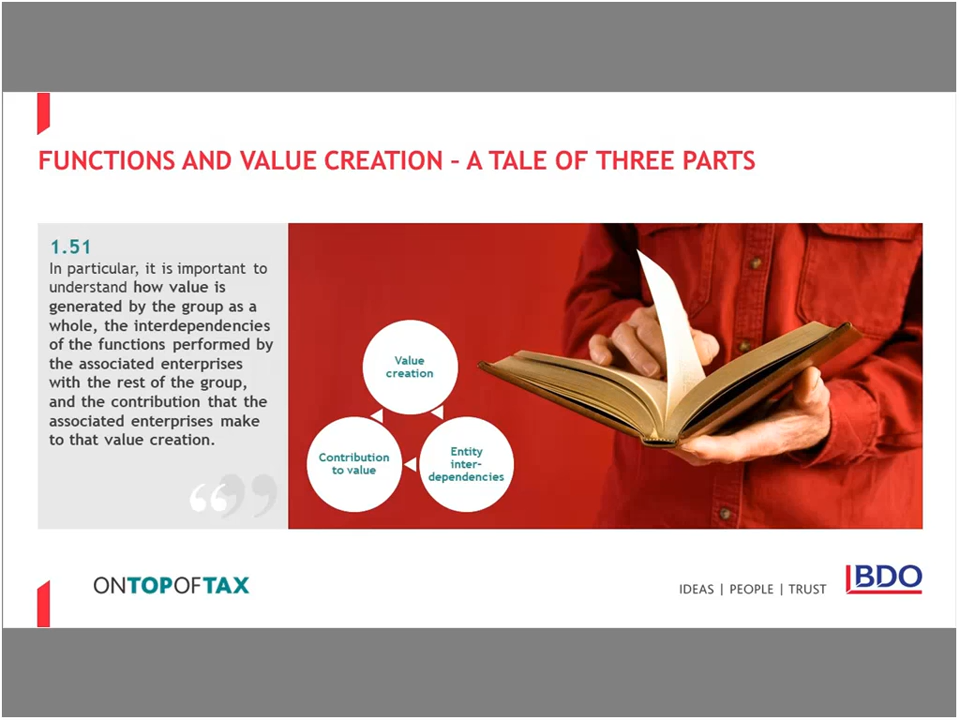 FUNCTIONS AND VALUE CREATION – A TALE OF THREE PARTS
1.51
In particular, it is important to
understand how value is
generated by the group as a
whole, the interdependencies
of the functions performed by
the associated enterprises
with the rest of the group,
and the contribution that the
associated enterprises make
to that value creation.
Value
creation
Contribution
to value
Entity
inter-
dependencies
ONTOPOFTAX
IDEAS | PEOPLE | TRUST
BDO